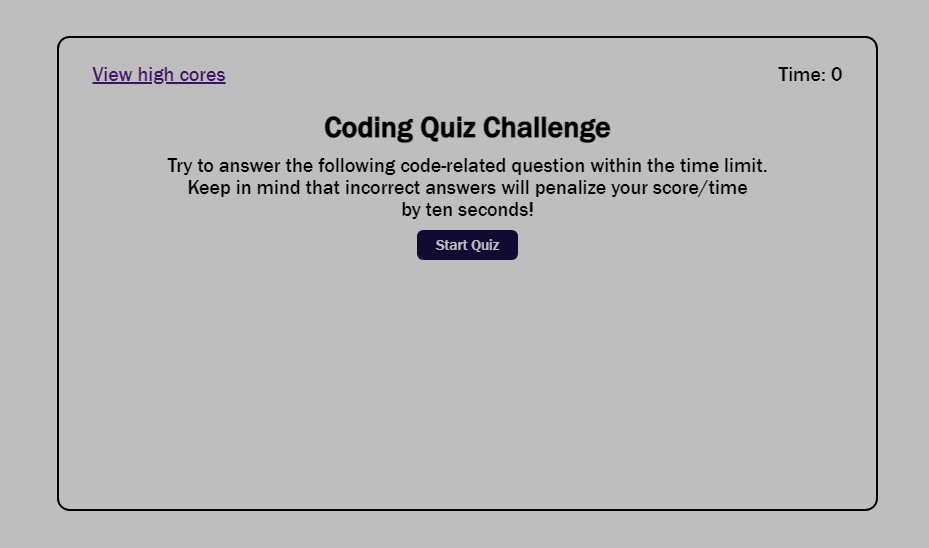 View high cores
Time: 0
Coding Quiz Challenge
Try to answer the following code-related question within the time limit.
Keep in mind that incorrect answers will penalize your score/time
by ten seconds!
Start Quiz